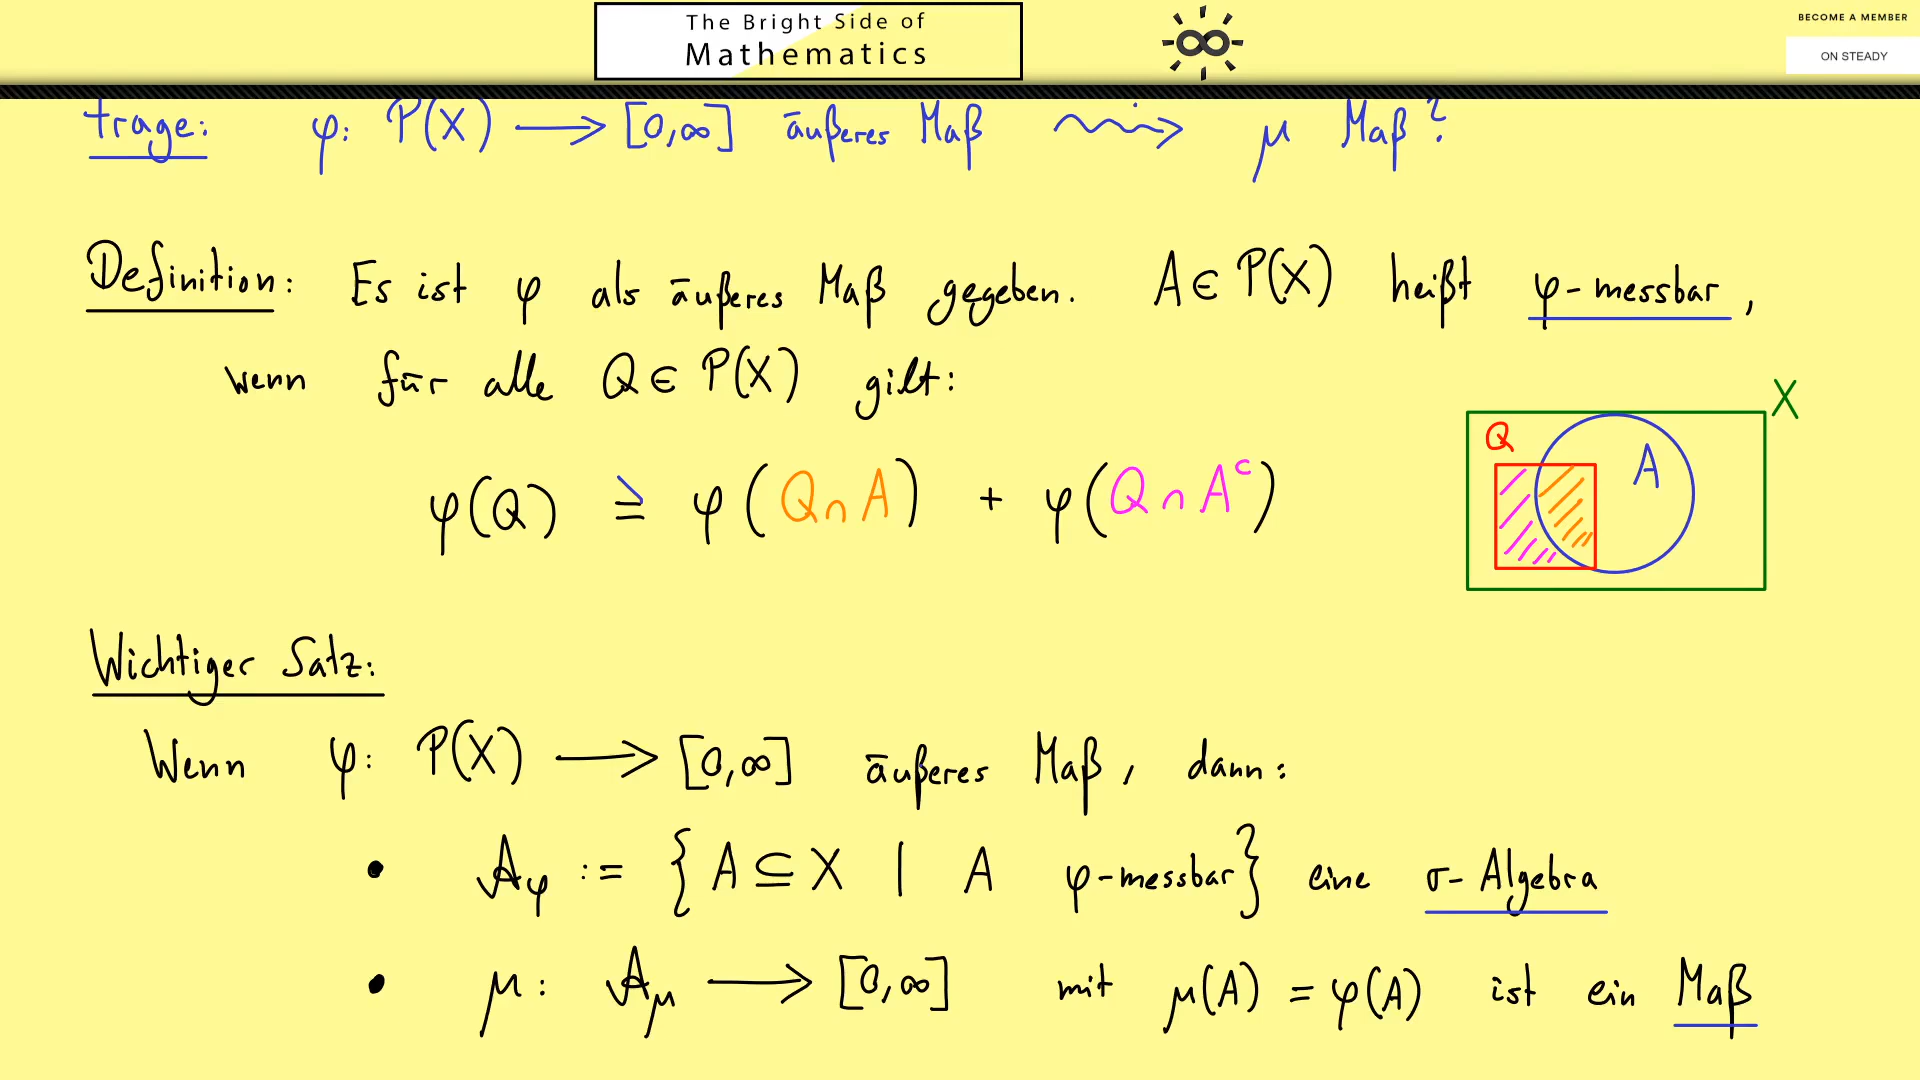 The Bright Side of
Mathematics
BECOME A MEMBER
ON STEADY
Frage: φ: P(X) ⟶ [0,∞] äußeres Maß ⇝ μ Maß?
Definition: Es ist φ als äußeres Maß gegeben. A ∈ P(X) heißt φ-messbar,
wenn für alle Q ∈ P(X) gilt:
φ(Q) ≧ φ(Q∩A) + φ(Q∩Aᶜ)
X
Q
A
Wichtiger Satz:
Wenn φ: P(X) ⟶ [0,∞] äußeres Maß, dann:
• 𝒜_φ := {A ⊆ X | A φ-messbar} eine σ-Algebra
• μ: 𝒜_μ ⟶ [0,∞] mit μ(A) = φ(A) ist ein Maß